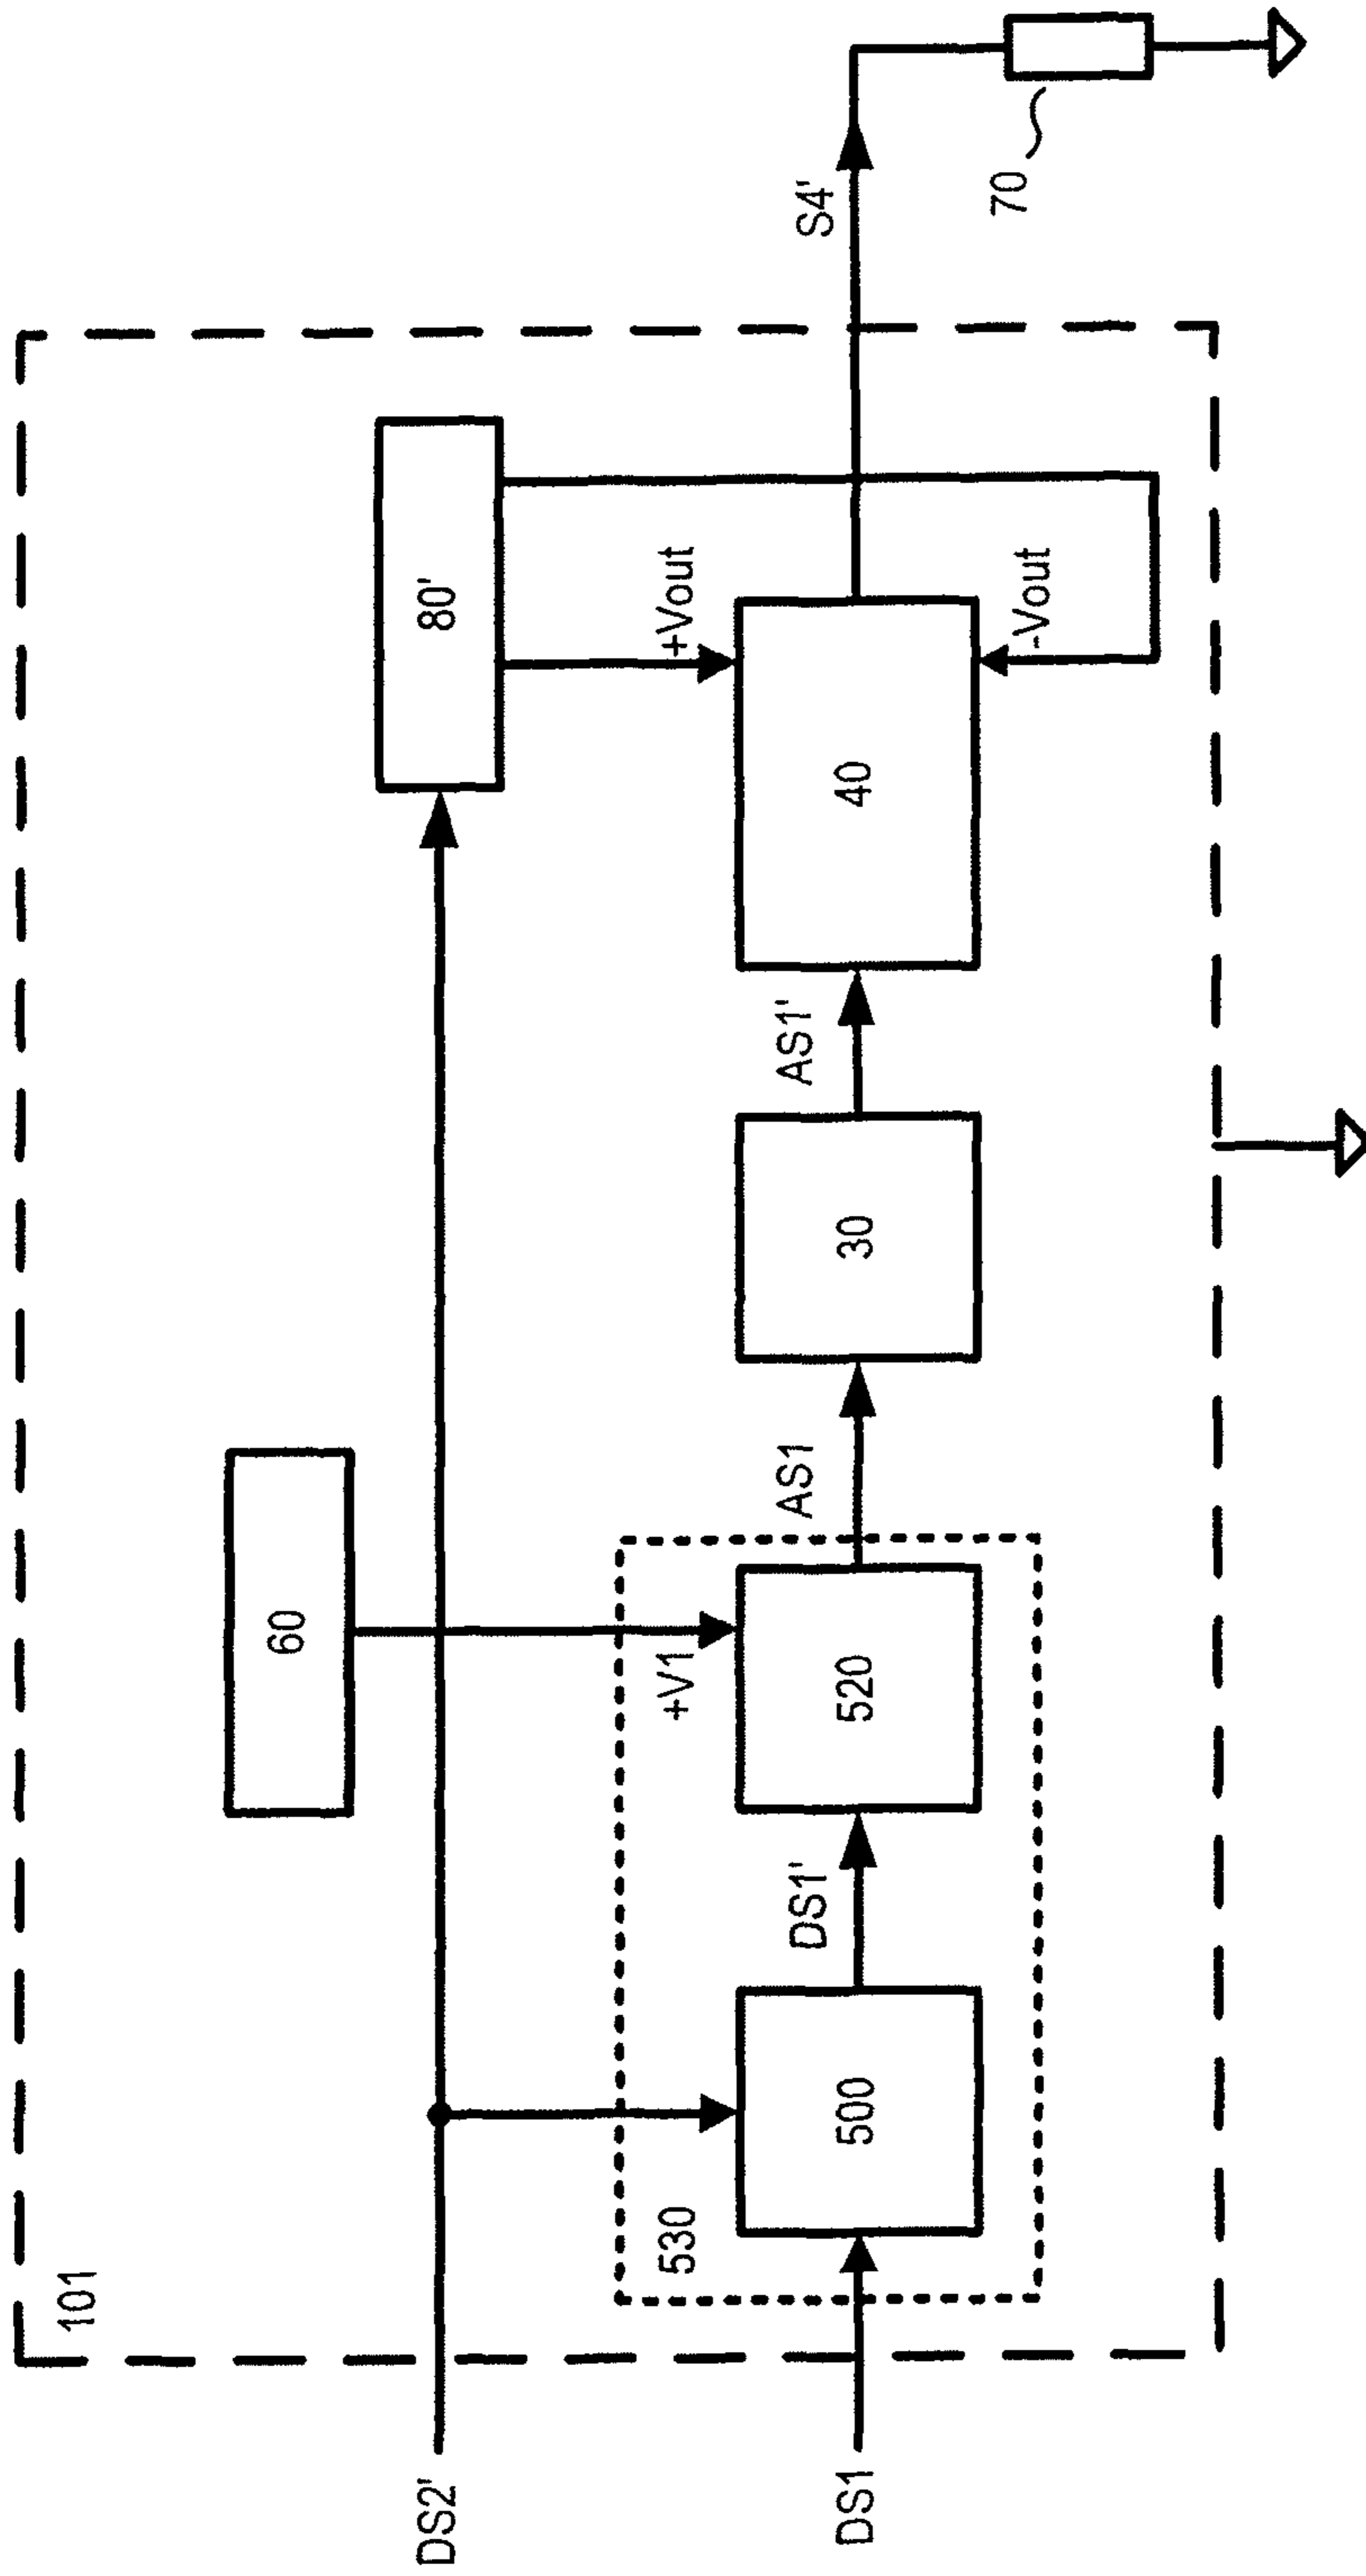 101
60
80'
DS2'
530
+V1
+Vout
DS1
500
DS1'
520
AS1
30
AS1'
40
-Vout
S4'
70